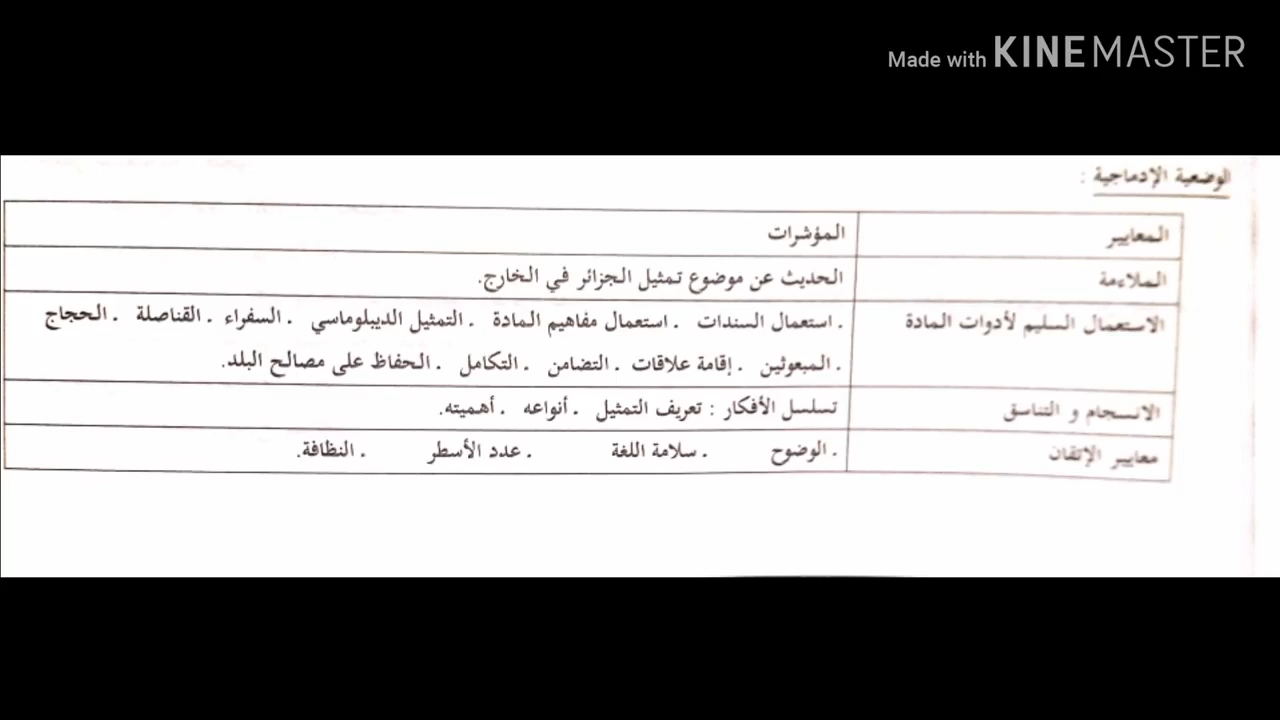 Made with KINEMASTER
الوضعية الإدماجية :
المعايير المؤشرات
الملاءمة الحديث عن موضوع تمثيل الجزائر في الخارج.
الاستعمال السليم لأدوات المادة . استعمال السندات . استعمال مفاهيم المادة . التمثيل الديبلوماسي . السفراء . القناصلة . الحجاج
. المبعوثين . إقامة علاقات . التضامن . التكامل . الحفاظ على مصالح البلد.
الانسجام و التناسق تسلسل الأفكار : تعريف التمثيل . أنواعه . أهميته.
معايير الإتقان . الوضوح . سلامة اللغة . عدد الأسطر . النظافة.